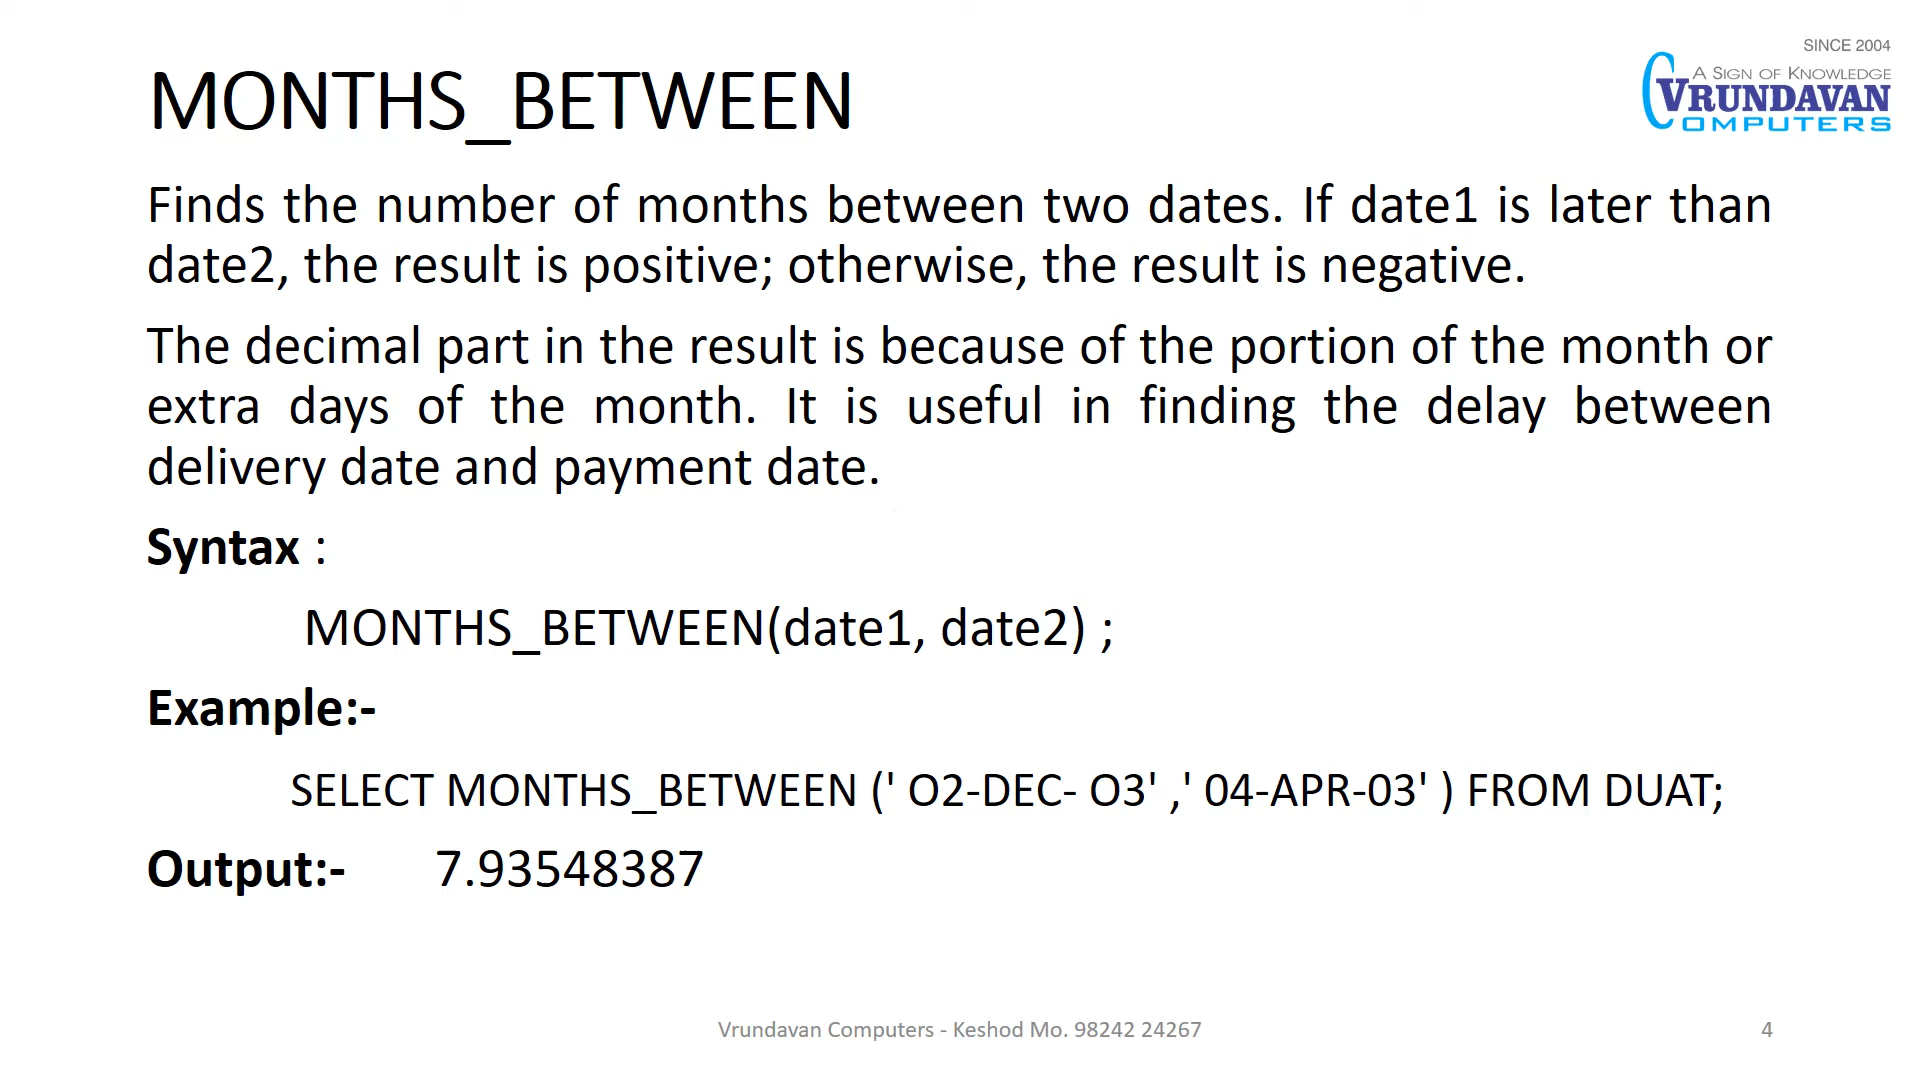 SINCE 2004
A SIGN OF KNOWLEDGE
VRUNDAVAN
COMPUTERS
MONTHS_BETWEEN
Finds the number of months between two dates. If date1 is later than
date2, the result is positive; otherwise, the result is negative.
The decimal part in the result is because of the portion of the month or
extra days of the month. It is useful in finding the delay between
delivery date and payment date.
Syntax :
MONTHS_BETWEEN(date1, date2) ;
Example:-
SELECT MONTHS_BETWEEN (' O2-DEC- O3' ,' 04-APR-03' ) FROM DUAT;
Output:- 7.93548387
Vrundavan Computers - Keshod Mo. 98242 24267
4